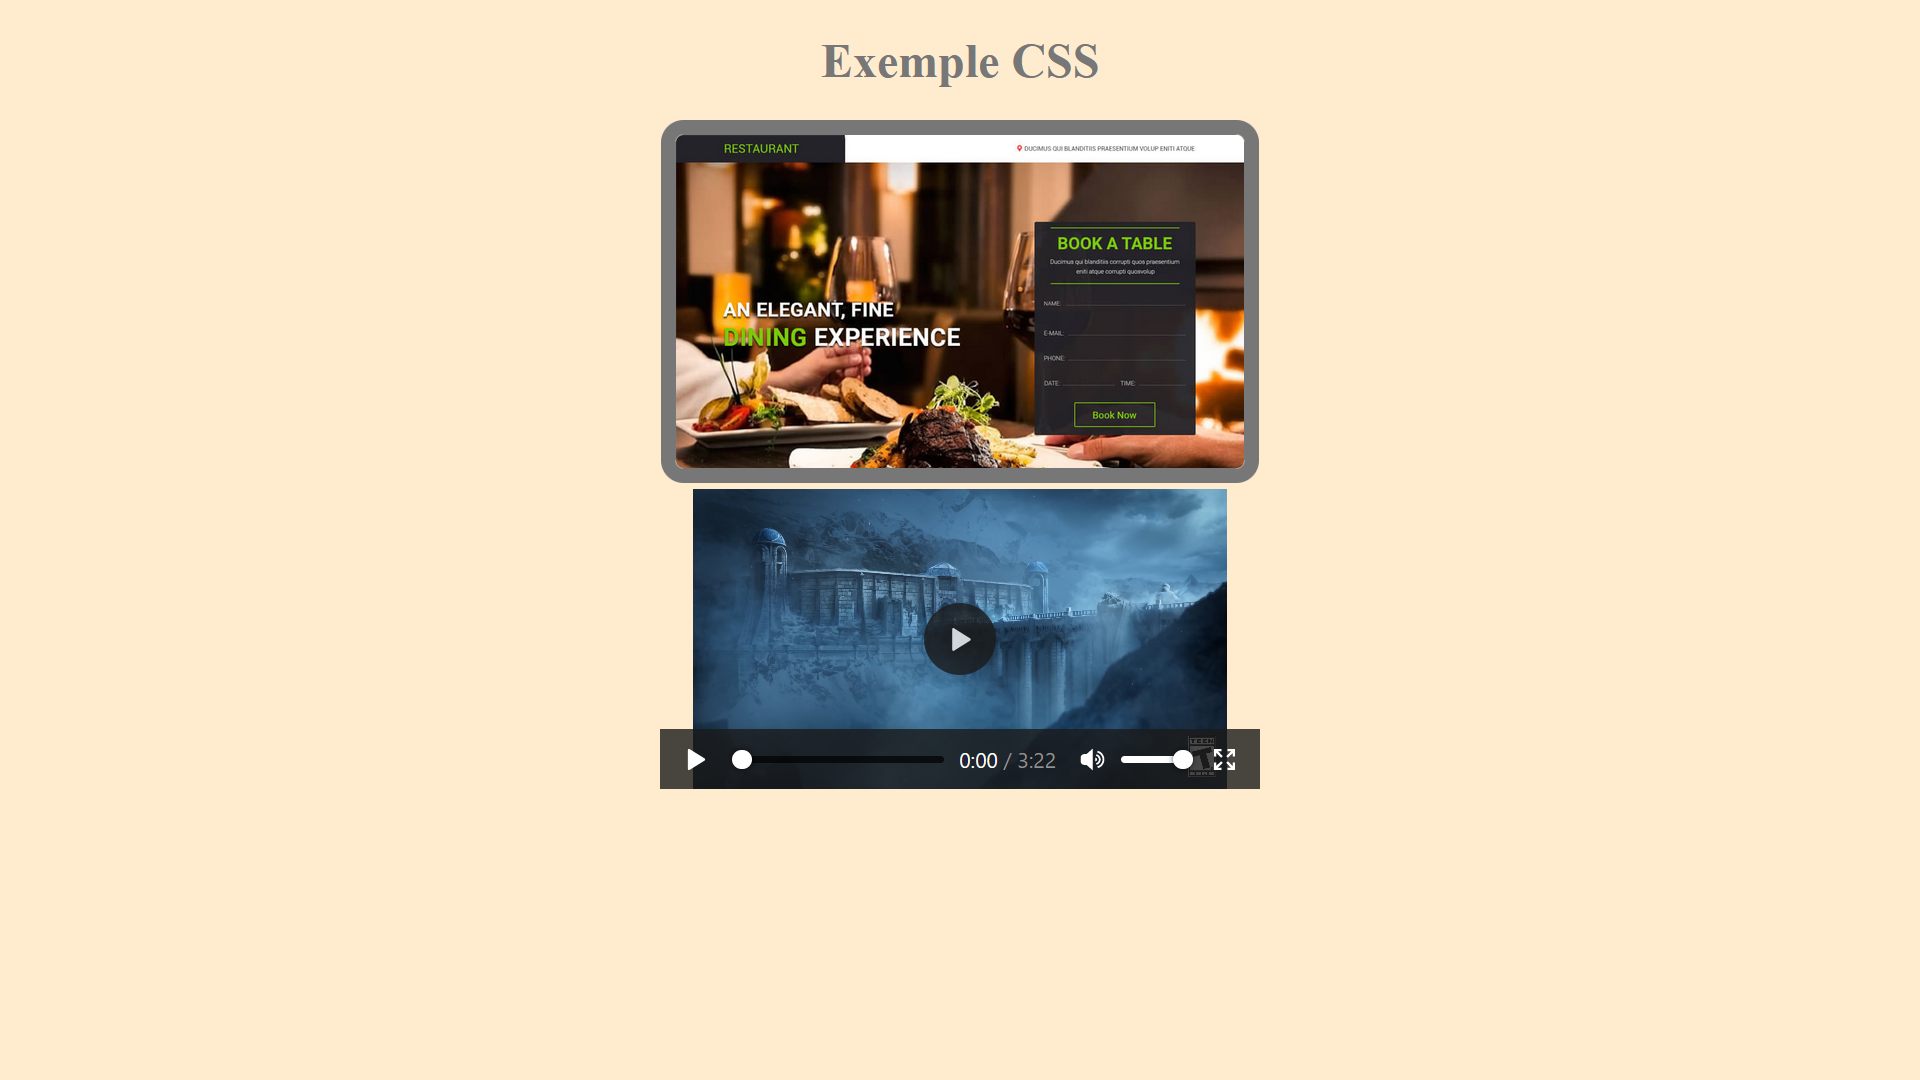 Exemple CSS
RESTAURANT
DUCIMUS QUI BLANDITIIS PRAESENTIUM VOLUP ENITI ATQUE
BOOK A TABLE
Ducimus qui blanditiis corrupti quos praesentium
eniti atque corrupti quosvolup
AN ELEGANT, FINE
DINING EXPERIENCE
NAME:
E-MAIL:
PHONE:
DATE: TIME:
Book Now
TEEN
0:00 / 3:22